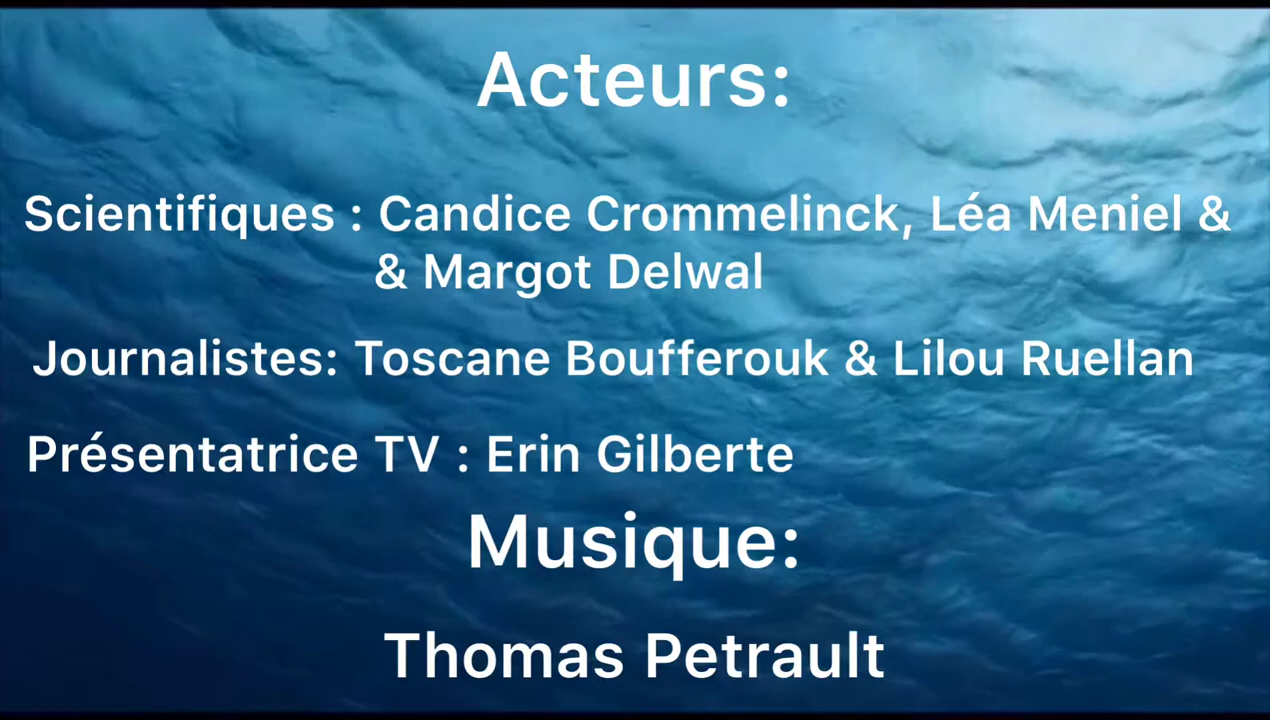 Acteurs:
Scientifiques : Candice Crommelinck, Léa Meniel &
& Margot Delwal
Journalistes: Toscane Boufferouk & Lilou Ruellan
Présentatrice TV : Erin Gilberte
Musique:
Thomas Petrault